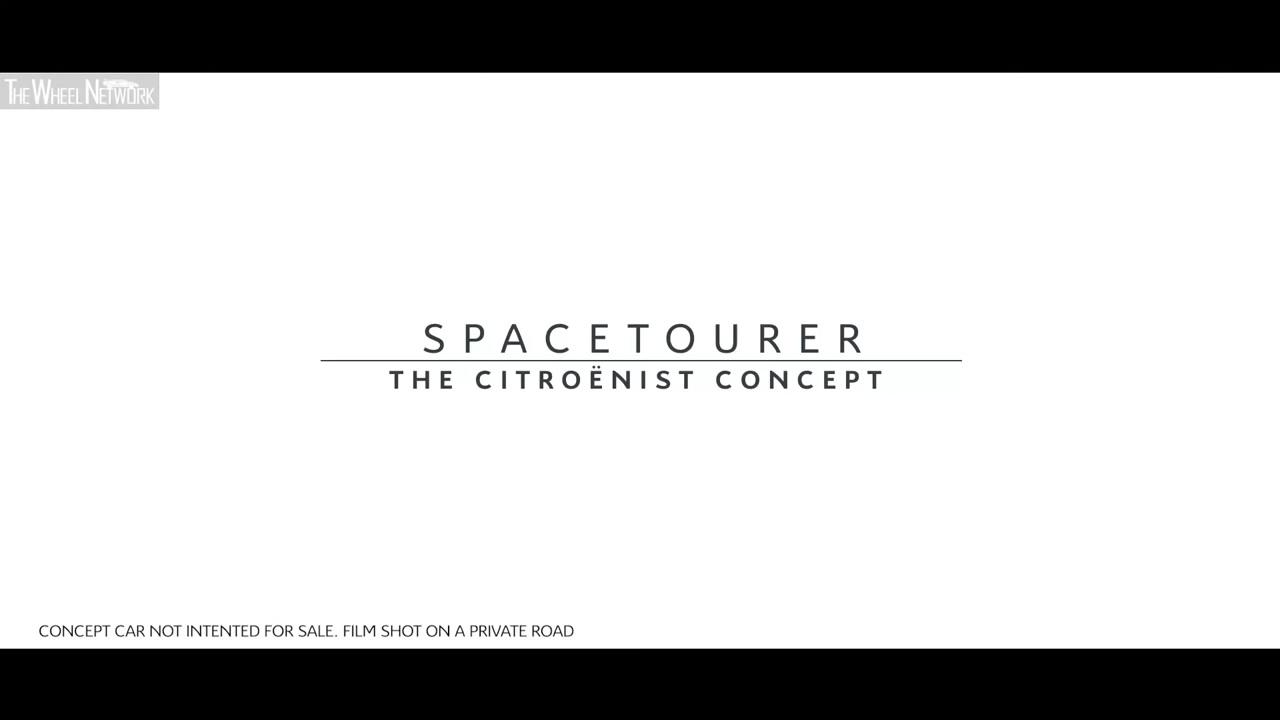 THE WHEEL NETWORK
SPACETOURER
THE CITROËNIST CONCEPT
CONCEPT CAR NOT INTENTED FOR SALE. FILM SHOT ON A PRIVATE ROAD